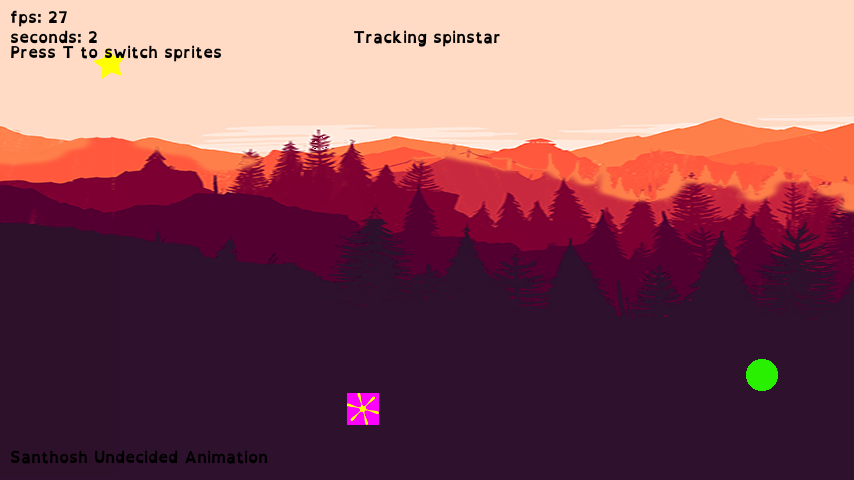 fps: 27
seconds: 2
Tracking spinstar
Press T to switch sprites
Santhosh Undecided Animation